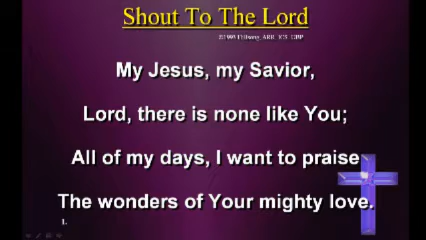 Shout To The Lord
My Jesus, my Savior,
Lord, there is none like You;
All of my days, I want to praise
The wonders of Your mighty love.
1.